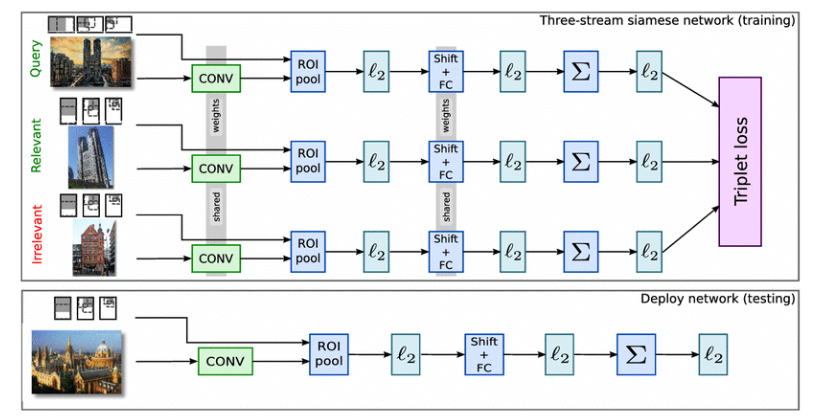 Three-stream siamese network (training)
Query
CONV
ROI
pool
ℓ₂
Shift
+
FC
ℓ₂
Σ
ℓ₂
weights
weights
Relevant
CONV
ROI
pool
ℓ₂
Shift
+
FC
ℓ₂
Σ
ℓ₂
Triplet loss
shared
shared
Irrelevant
CONV
ROI
pool
ℓ₂
Shift
+
FC
ℓ₂
Σ
ℓ₂
Deploy network (testing)
CONV
ROI
pool
ℓ₂
Shift
+
FC
ℓ₂
Σ
ℓ₂